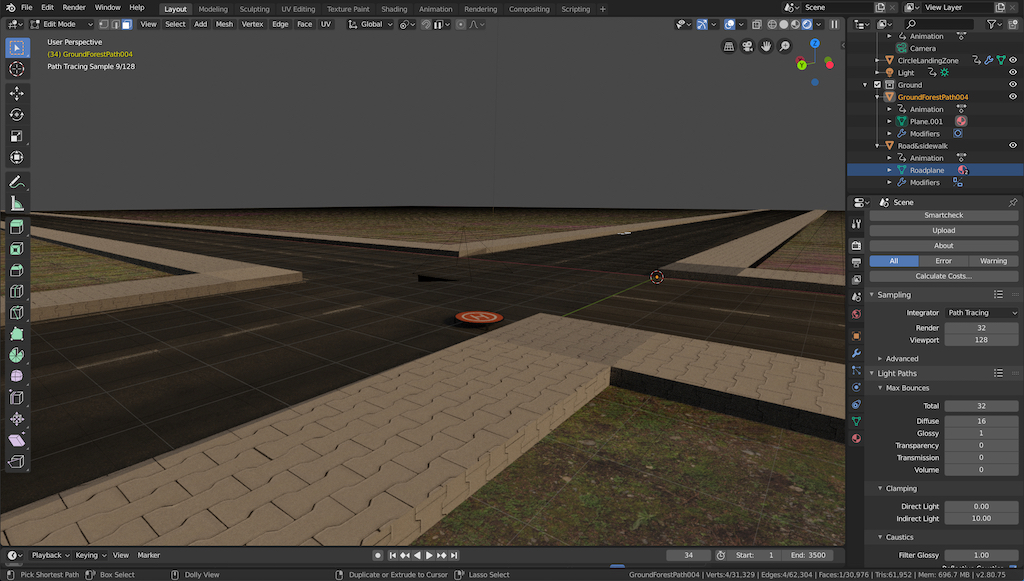 File Edit Render Window Help Layout Modeling Sculpting UV Editing Texture Paint Shading Animation Rendering Compositing Scripting + Scene View Layer
Edit Mode View Select Add Mesh Vertex Edge Face UV Global
User Perspective
(34) GroundForestPath004
Path Tracing Sample 9/128
Z
Y
Animation
Camera
CircleLandingZone
Light
Ground
GroundForestPath004
Animation
Plane.001
Modifiers
Road&sidewalk
Animation
Roadplane
2
Modifiers
Scene
Smartcheck
Upload
About
All Error Warning
Calculate Costs...
Sampling
Integrator Path Tracing
Render 32
Viewport 128
Advanced
Light Paths
Max Bounces
Total 32
Diffuse 16
Glossy 1
Transparency 0
Transmission 0
Volume 0
Clamping
Direct Light 0.00
Indirect Light 10.00
Caustics
Filter Glossy 1.00
H
Playback Keying View Marker 34 Start: 1 End: 3500
Pick Shortest Path Box Select Dolly View Duplicate or Extrude to Cursor Lasso Select GroundForestPath004 | Verts:4/31,329 | Edges:4/62,304 | Faces:1/30,976 | Tris:61,952 | Mem: 696.7 MB | v2.80.75